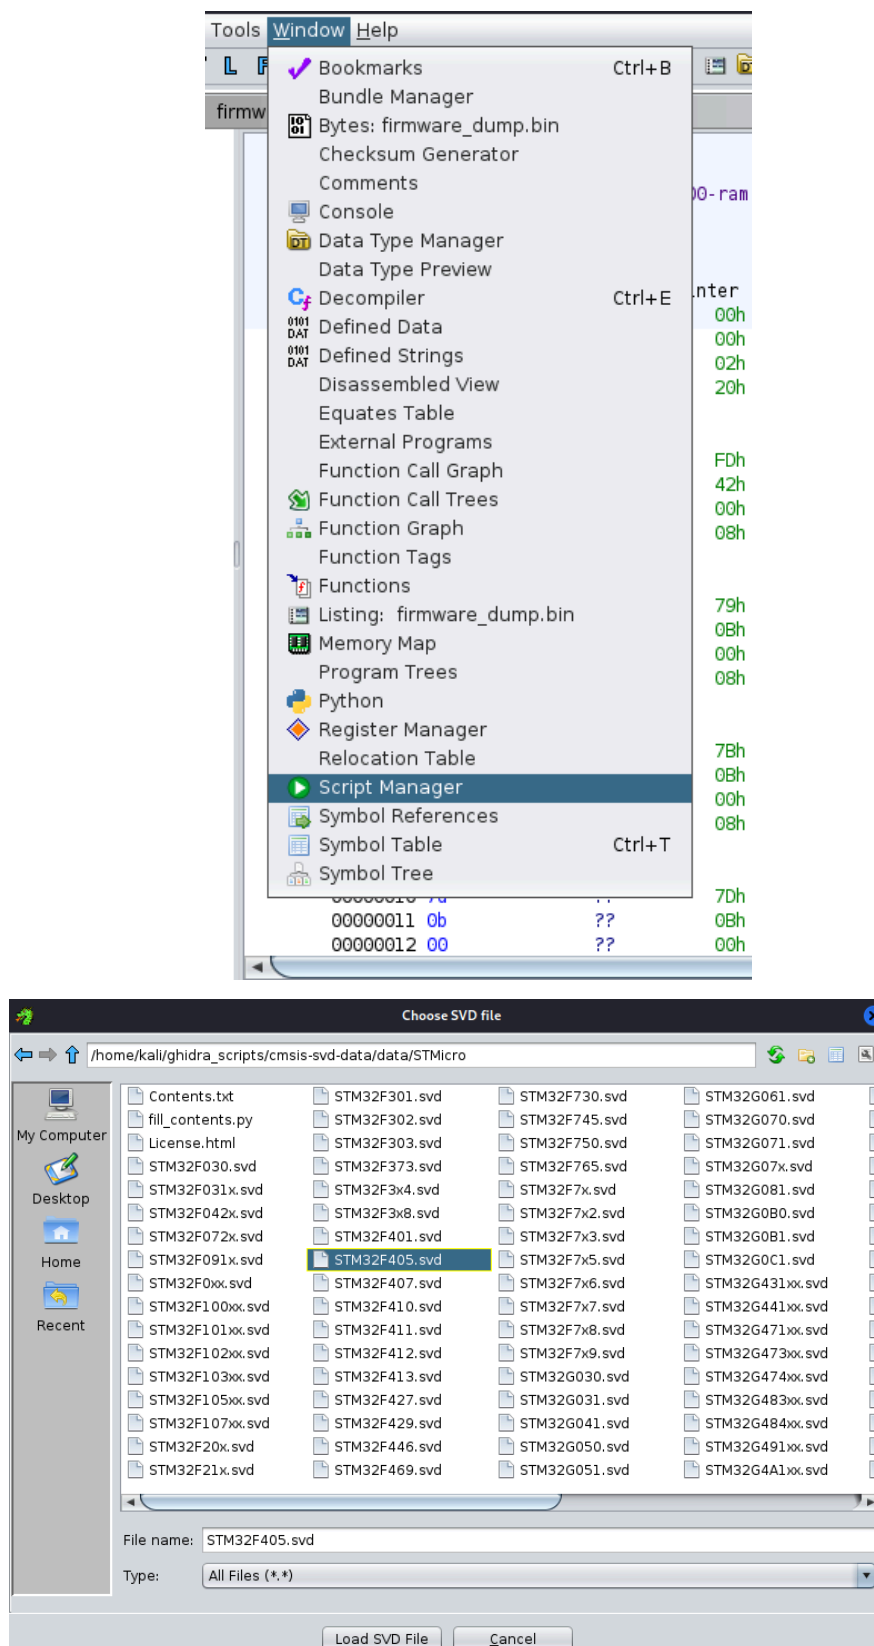 Tools Window Help
L
Bookmarks Ctrl+B
firmw
Bundle Manager
Bytes: firmware_dump.bin
Checksum Generator
Comments
00-ram
Console
Data Type Manager
Data Type Preview
Decompiler Ctrl+E
inter
00h
Defined Data
00h
Defined Strings
02h
Disassembled View
20h
Equates Table
External Programs
FDh
Function Call Graph
42h
Function Call Trees
00h
Function Graph
08h
Function Tags
Functions
79h
Listing: firmware_dump.bin
0Bh
Memory Map
00h
Program Trees
08h
Python
Register Manager
7Bh
Relocation Table
0Bh
Script Manager
00h
Symbol References
08h
Symbol Table Ctrl+T
Symbol Tree
7Dh
00000011 0b ?? 0Bh
00000012 00 ?? 00h
Choose SVD file
/home/kali/ghidra_scripts/cmsis-svd-data/data/STMicro
My Computer
Desktop
Home
Recent
Contents.txt STM32F301.svd STM32F730.svd STM32G061.svd
fill_contents.py STM32F302.svd STM32F745.svd STM32G070.svd
License.html STM32F303.svd STM32F750.svd STM32G071.svd
STM32F030.svd STM32F373.svd STM32F765.svd STM32G07x.svd
STM32F031x.svd STM32F3x4.svd STM32F7x.svd STM32G081.svd
STM32F042x.svd STM32F3x8.svd STM32F7x2.svd STM32G0B0.svd
STM32F072x.svd STM32F401.svd STM32F7x3.svd STM32G0B1.svd
STM32F091x.svd STM32F405.svd STM32F7x5.svd STM32G0C1.svd
STM32F0xx.svd STM32F407.svd STM32F7x6.svd STM32G431xx.svd
STM32F100xx.svd STM32F410.svd STM32F7x7.svd STM32G441xx.svd
STM32F101xx.svd STM32F411.svd STM32F7x8.svd STM32G471xx.svd
STM32F102xx.svd STM32F412.svd STM32F7x9.svd STM32G473xx.svd
STM32F103xx.svd STM32F413.svd STM32G030.svd STM32G474xx.svd
STM32F105xx.svd STM32F427.svd STM32G031.svd STM32G483xx.svd
STM32F107xx.svd STM32F429.svd STM32G041.svd STM32G484xx.svd
STM32F20x.svd STM32F446.svd STM32G050.svd STM32G491xx.svd
STM32F21x.svd STM32F469.svd STM32G051.svd STM32G4A1xx.svd
File name: STM32F405.svd
Type: All Files (*.*)
Load SVD File Cancel